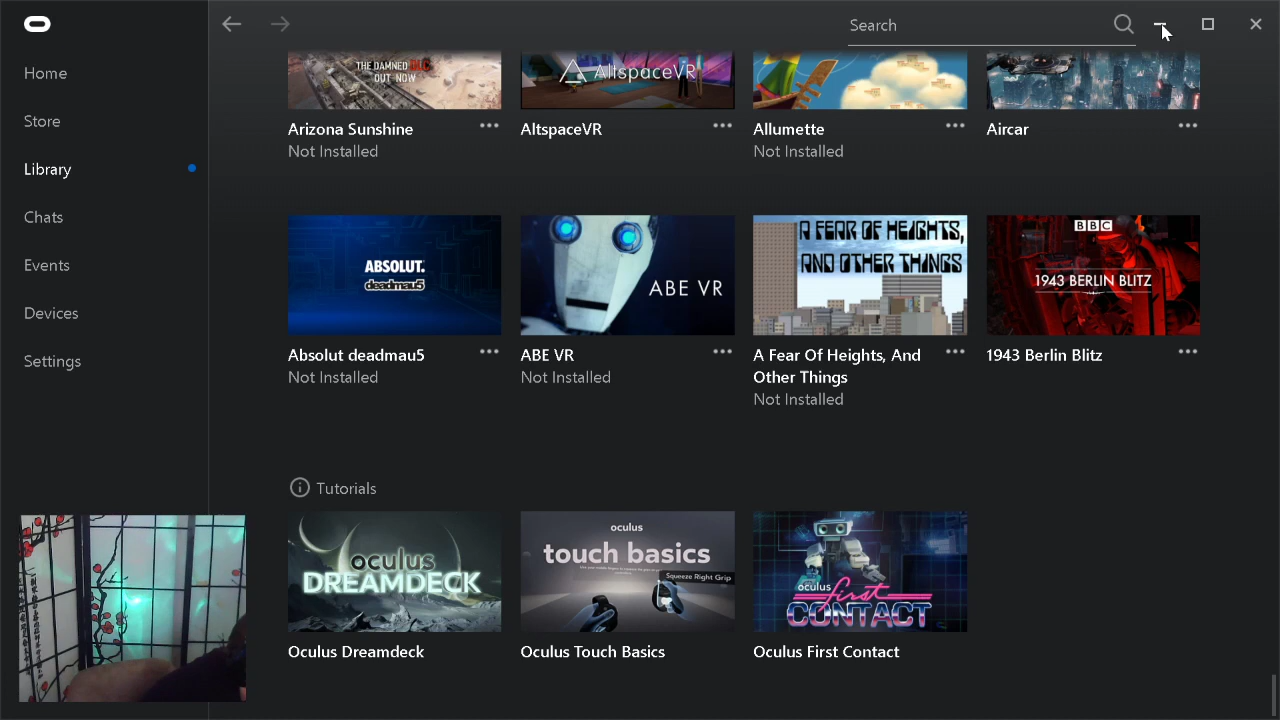 Search
Home
Store
Library
Chats
Events
Devices
Settings
THE DAMNED DLC
OUT NOW
AltspaceVR
Arizona Sunshine
Not Installed
AltspaceVR
Allumette
Not Installed
Aircar
ABSOLUT.
deadmau5
ABE VR
A FEAR OF HEIGHTS,
AND OTHER THINGS
BBC
1943 BERLIN BLITZ
Absolut deadmau5
Not Installed
ABE VR
Not Installed
A Fear Of Heights, And
Other Things
Not Installed
1943 Berlin Blitz
Tutorials
oculus
DREAMDECK
oculus
touch basics
Squeeze Right Grip
oculus first
CONTACT
Oculus Dreamdeck
Oculus Touch Basics
Oculus First Contact